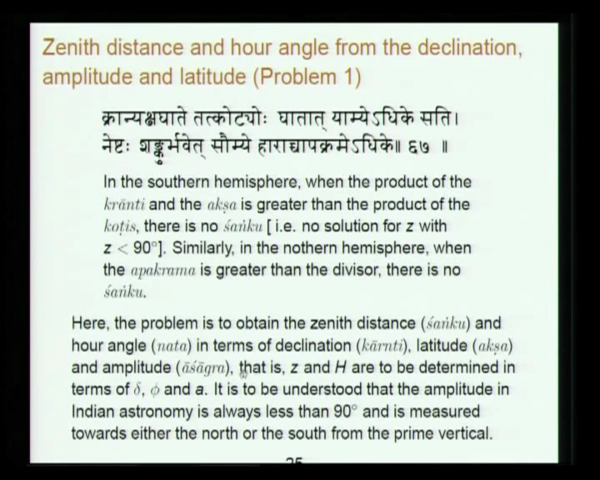 Zenith distance and hour angle from the declination,
amplitude and latitude (Problem 1)
क्रान्यक्षघाते तत्कोट्योः घातात् याम्येऽधिके सति।
नेष्टः शङ्कुर्भवेत् सौम्ये हाराच्चापक्रमेऽधिके॥ ६७ ॥
In the southern hemisphere, when the product of the
krānti and the akṣa is greater than the product of the
koṭis, there is no śaṅku [ i.e. no solution for z with
z < 90°]. Similarly, in the nothern hemisphere, when
the apakrama is greater than the divisor, there is no
śaṅku.
Here, the problem is to obtain the zenith distance (śaṅku) and
hour angle (nata) in terms of declination (kārnti), latitude (akṣa)
and amplitude (āśāgra), that is, z and H are to be determined in
terms of δ, ϕ and a. It is to be understood that the amplitude in
Indian astronomy is always less than 90° and is measured
towards either the north or the south from the prime vertical.